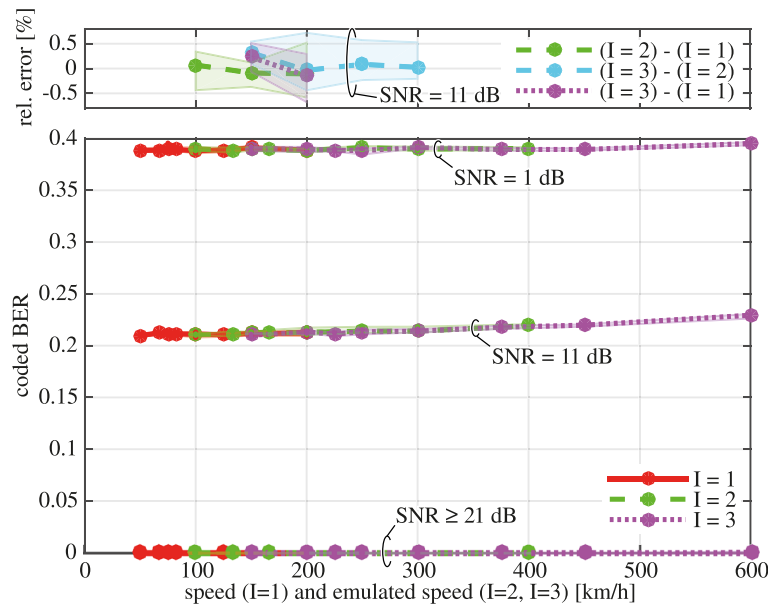 rel. error [%]
0.5
0
-0.5
(I = 2) - (I = 1)
(I = 3) - (I = 2)
(I = 3) - (I = 1)
SNR = 11 dB
coded BER
0.4
0.35
0.3
0.25
0.2
0.15
0.1
0.05
0
SNR = 1 dB
SNR = 11 dB
SNR ≥ 21 dB
I = 1
I = 2
I = 3
0 100 200 300 400 500 600
speed (I=1) and emulated speed (I=2, I=3) [km/h]